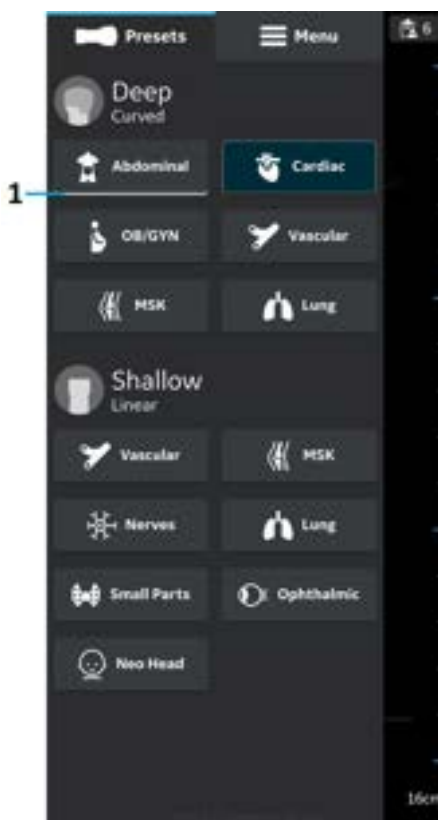 Presets Menu
6
Deep
Curved
Abdominal Cardiac
1
OB/GYN Vascular
MSK Lung
Shallow
Linear
Vascular MSK
Nerves Lung
Small Parts Ophthalmic
Neo Head
16cm